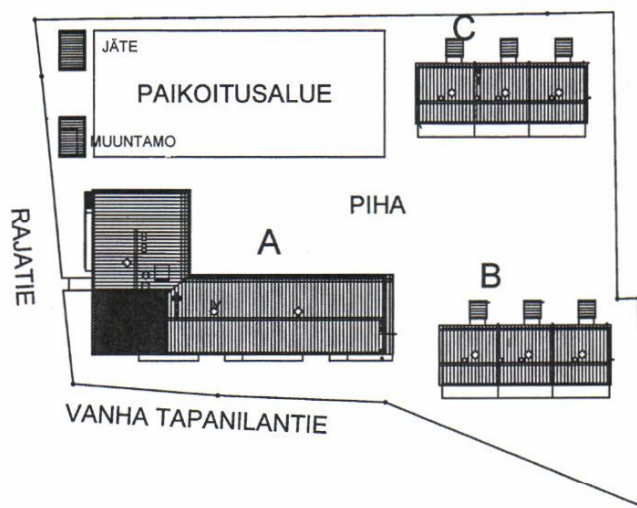 C
JÄTE
PAIKOITUSALUE
MUUNTAMO
PIHA
RAJATIE
A
B
VANHA TAPANILANTIE